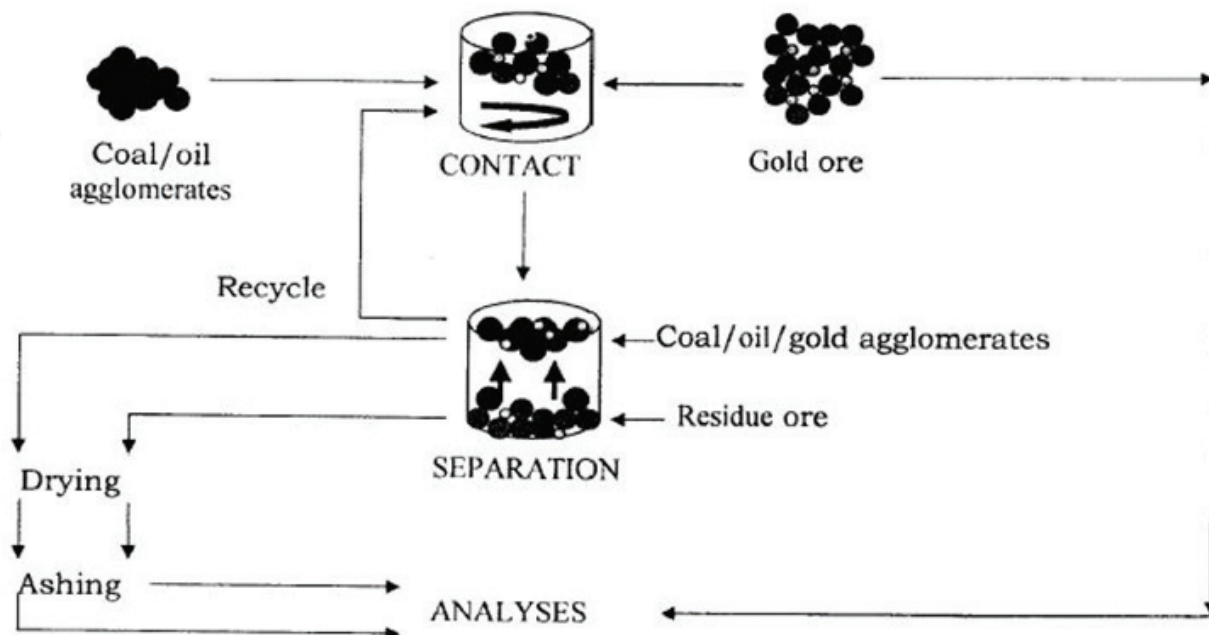 Coal/oil
agglomerates
CONTACT
Gold ore
Recycle
Coal/oil/gold agglomerates
Residue ore
SEPARATION
Drying
Ashing
ANALYSES